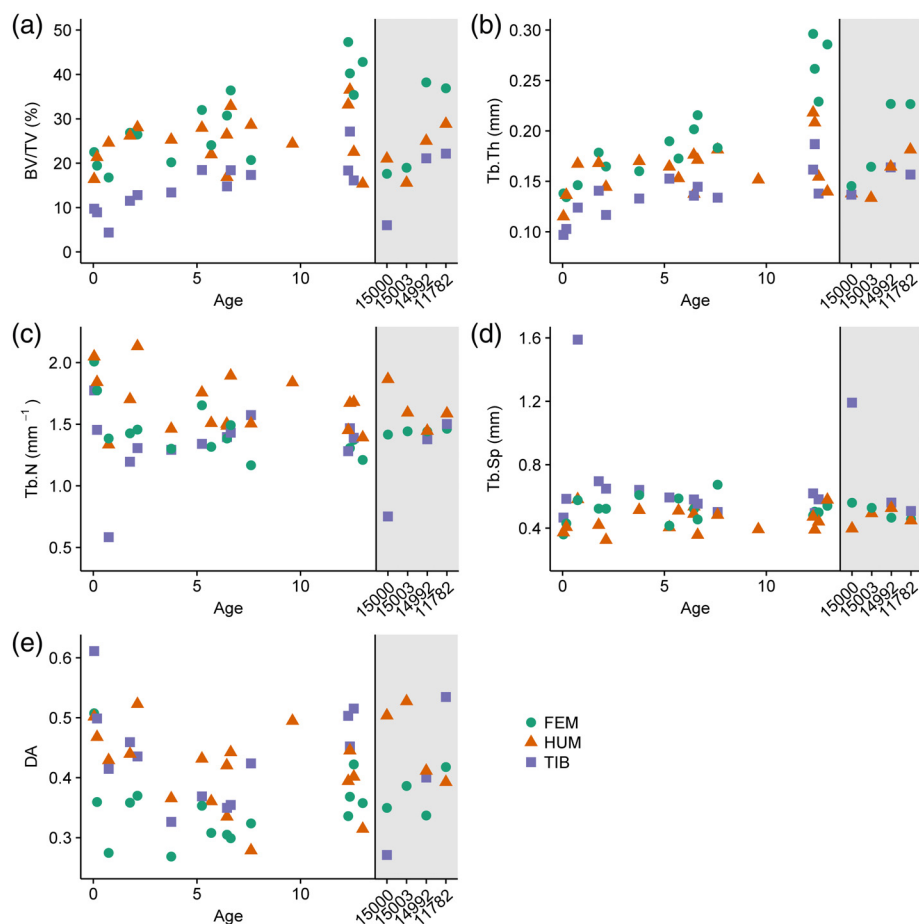 (a)
BV/TV (%)
50
40
30
20
10
0
0 5 10
15000 15003 14992 11782
Age
(b)
Tb.Th (mm)
0.30
0.25
0.20
0.15
0.10
0 5 10
15000 15003 14992 11782
Age
(c)
Tb.N (mm⁻¹)
2.0
1.5
1.0
0.5
0 5 10
15000 15003 14992 11782
Age
(d)
Tb.Sp (mm)
1.6
1.2
0.8
0.4
0 5 10
15000 15003 14992 11782
Age
(e)
DA
0.6
0.5
0.4
0.3
0 5 10
15000 15003 14992 11782
Age
FEM
HUM
TIB